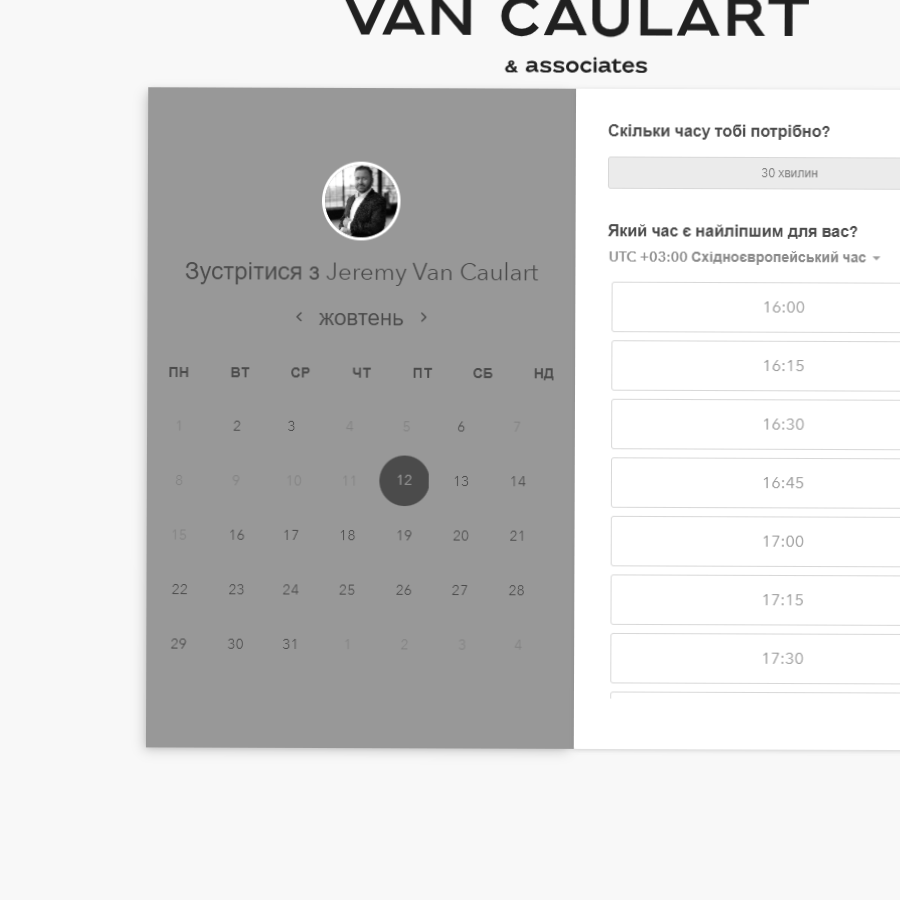 VAN CAULART
& associates
Зустрітися з Jeremy Van Caulart
жовтень
ПН ВТ СР ЧТ ПТ СБ НД
1 2 3 4 5 6 7
8 9 10 11 12 13 14
15 16 17 18 19 20 21
22 23 24 25 26 27 28
29 30 31 1 2 3 4
Скільки часу тобі потрібно?
30 хвилин
Який час є найліпшим для вас?
UTC +03:00 Східноєвропейський час
16:00
16:15
16:30
16:45
17:00
17:15
17:30